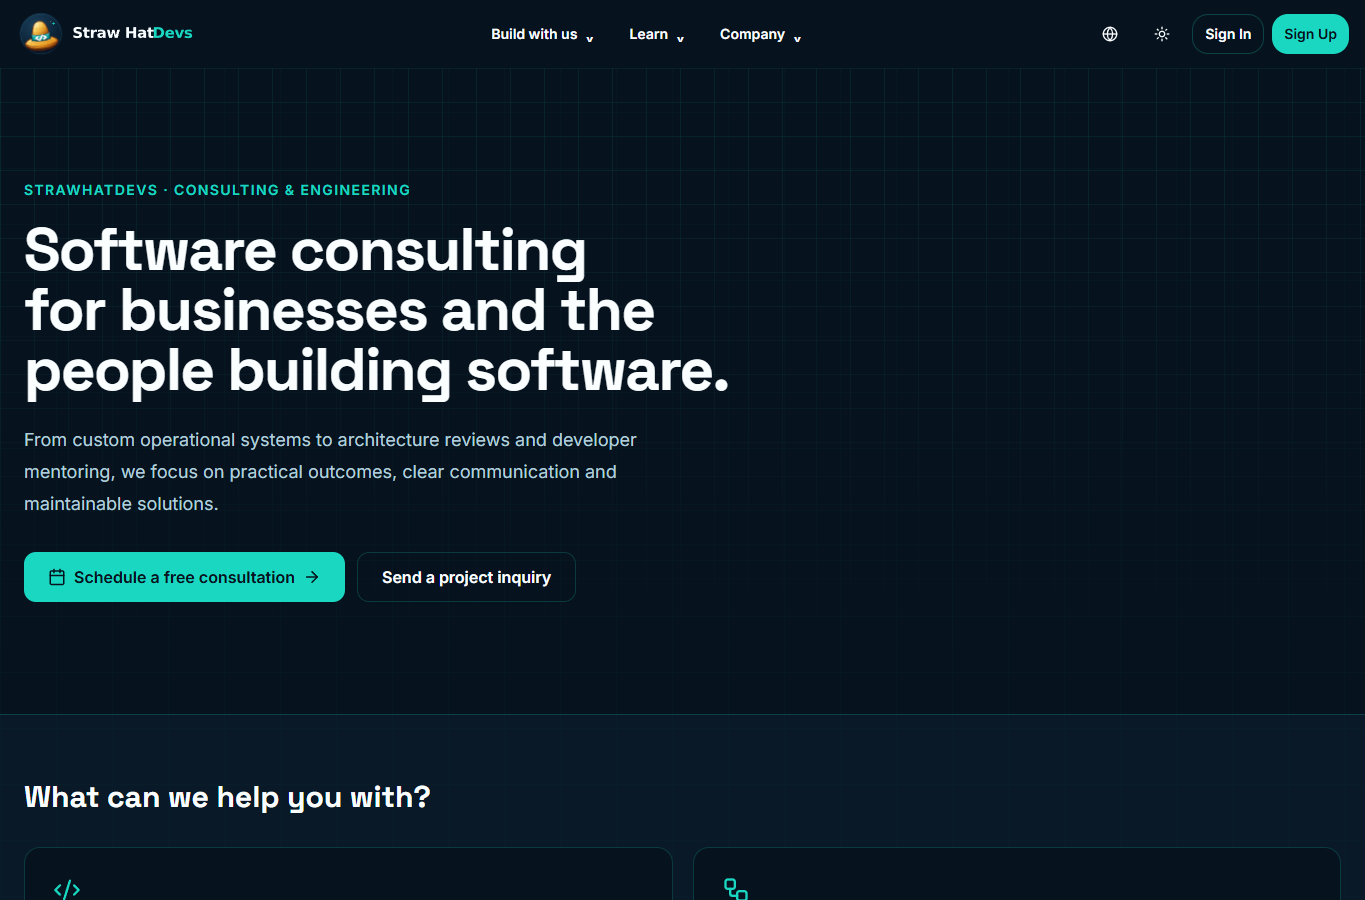 Straw HatDevs
Build with us
Learn
Company
Sign In
Sign Up
STRAWHATDEVS · CONSULTING & ENGINEERING
Software consulting
for businesses and the
people building software.
From custom operational systems to architecture reviews and developer
mentoring, we focus on practical outcomes, clear communication and
maintainable solutions.
Schedule a free consultation
Send a project inquiry
What can we help you with?